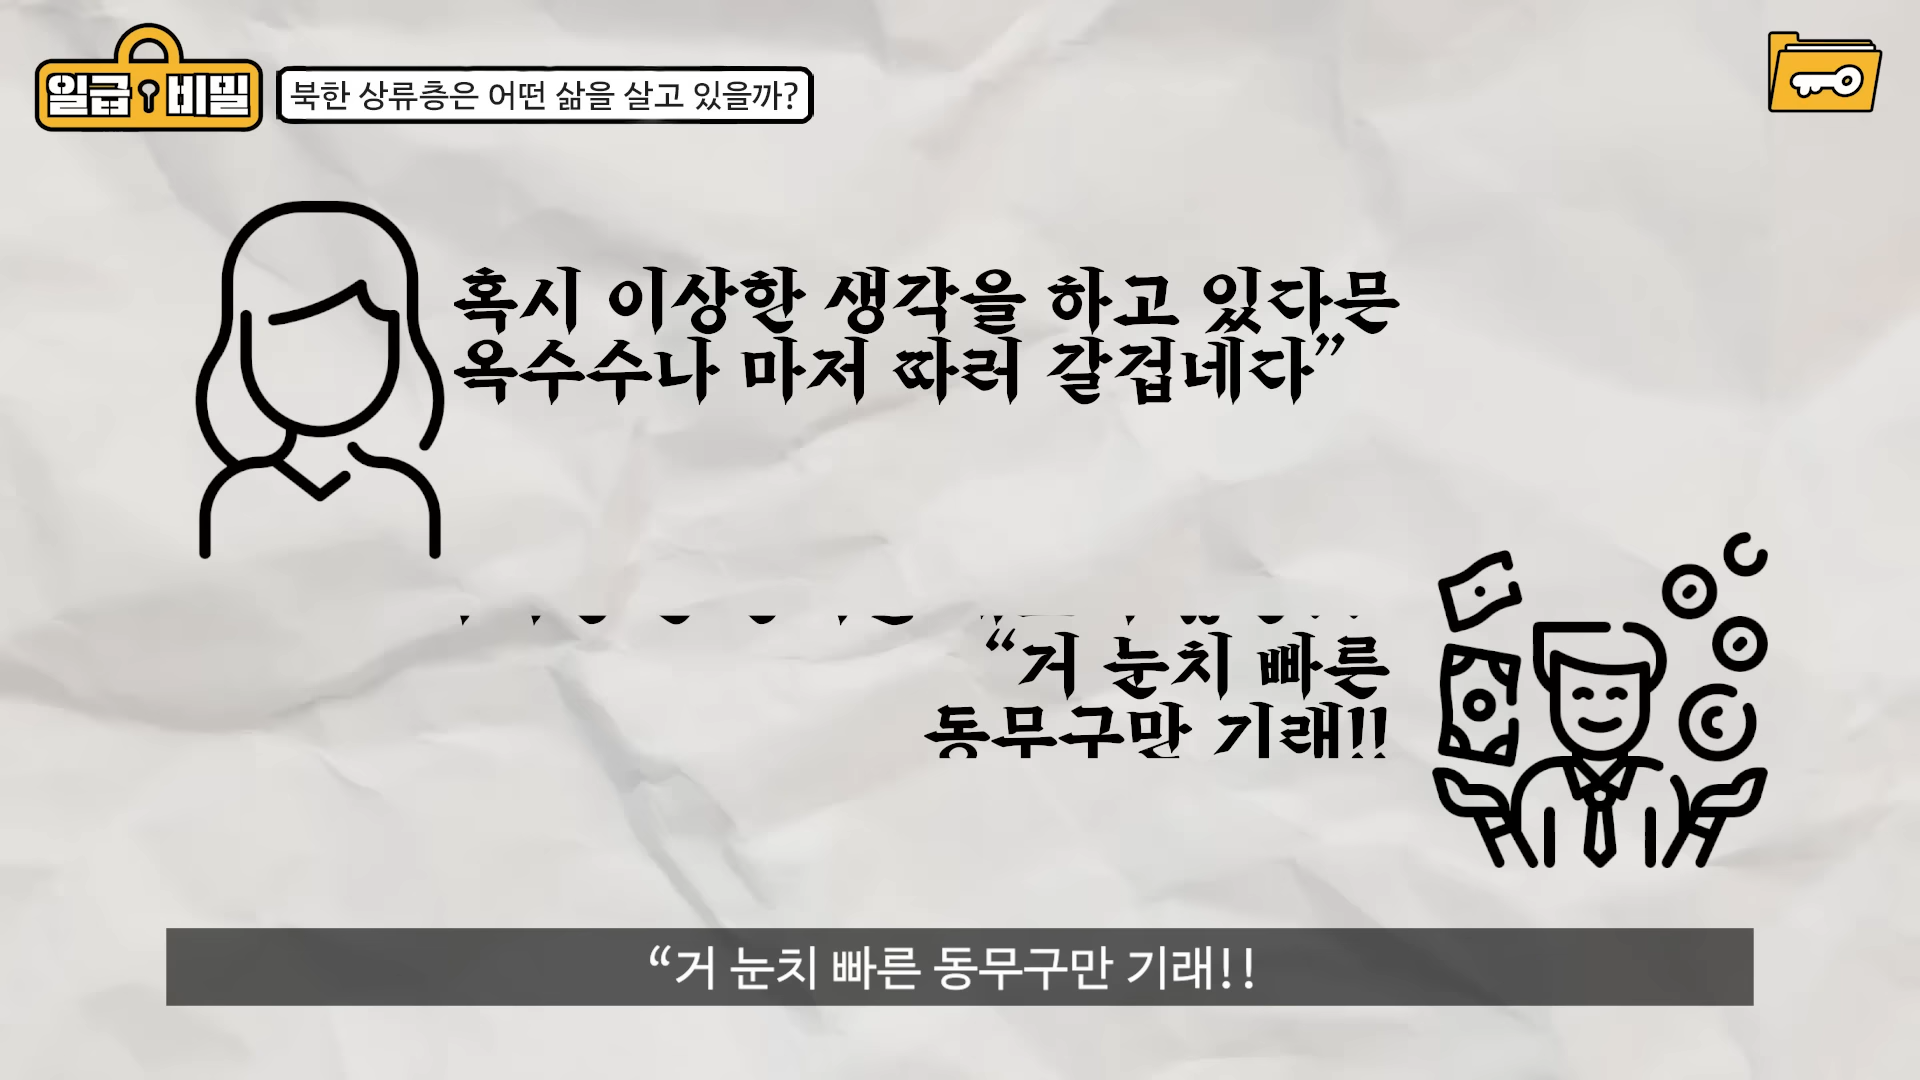 일급 비밀
북한 상류층은 어떤 삶을 살고 있을까?
혹시 이상한 생각을 하고 있다믄
옥수수나 마저 따러 갈겁네다”
“거 눈치 빠른
동무구만 기래!!
“거 눈치 빠른 동무구만 기래!!